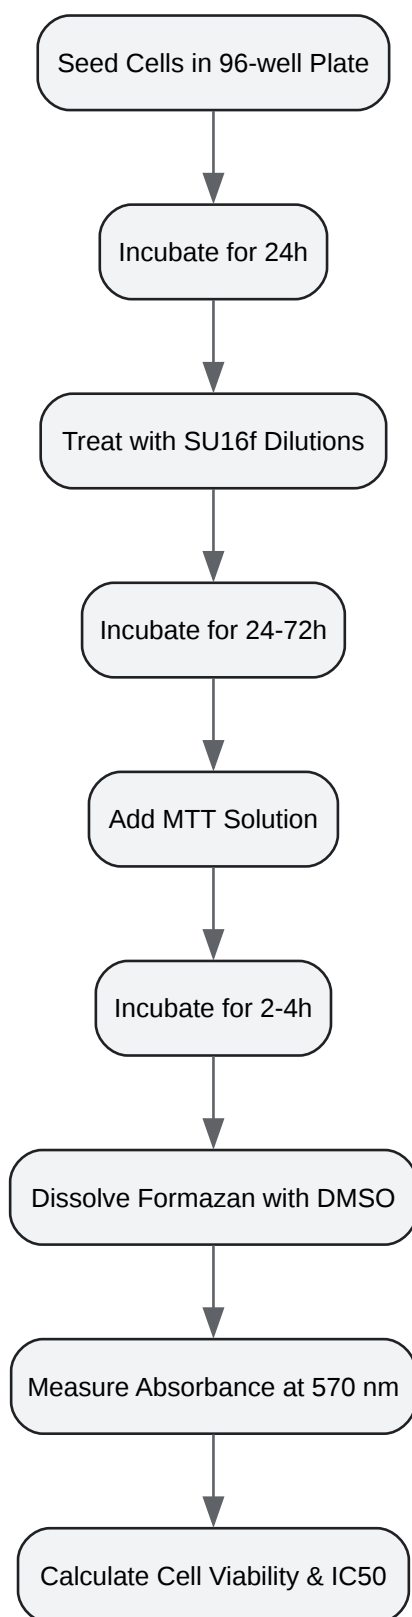 Seed Cells in 96-well Plate
Incubate for 24h
Treat with SU16f Dilutions
Incubate for 24-72h
Add MTT Solution
Incubate for 2-4h
Dissolve Formazan with DMSO
Measure Absorbance at 570 nm
Calculate Cell Viability & IC50